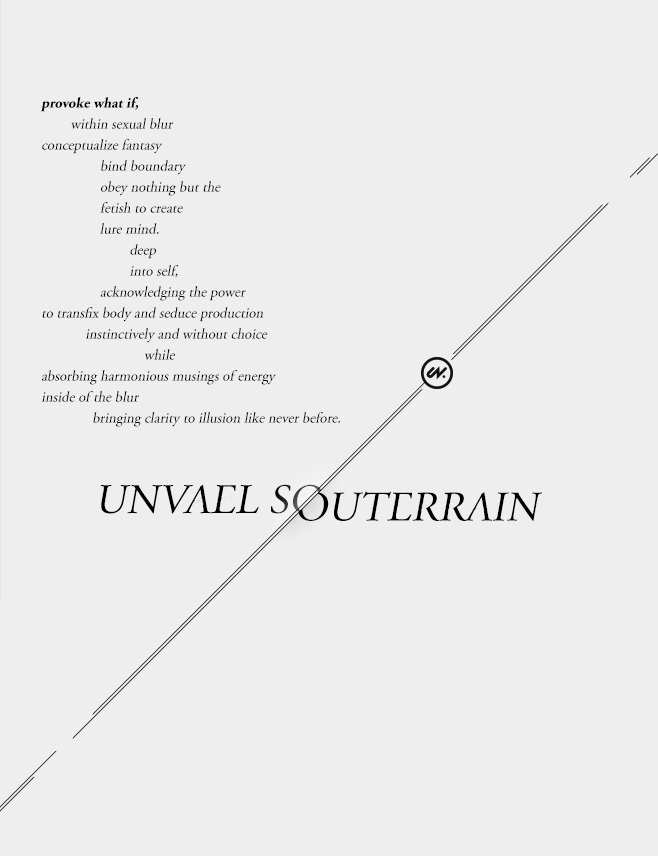 provoke what if,
within sexual blur
conceptualize fantasy
bind boundary
obey nothing but the
fetish to create
lure mind.
deep
into self,
acknowledging the power
to transfix body and seduce production
instinctively and without choice
while
absorbing harmonious musings of energy
inside of the blur
bringing clarity to illusion like never before.
UN.
UNVAEL SOUTERRAIN